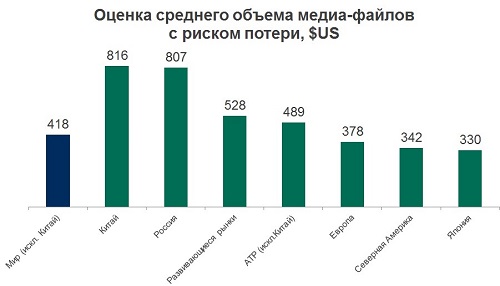 Оценка среднего объема медиа-файлов
с риском потери, $US
418
816
807
528
489
378
342
330
Мир (искл. Китай)
Китай
Россия
Развивающиеся рынки
АТР (искл.Китай)
Европа
Северная Америка
Япония